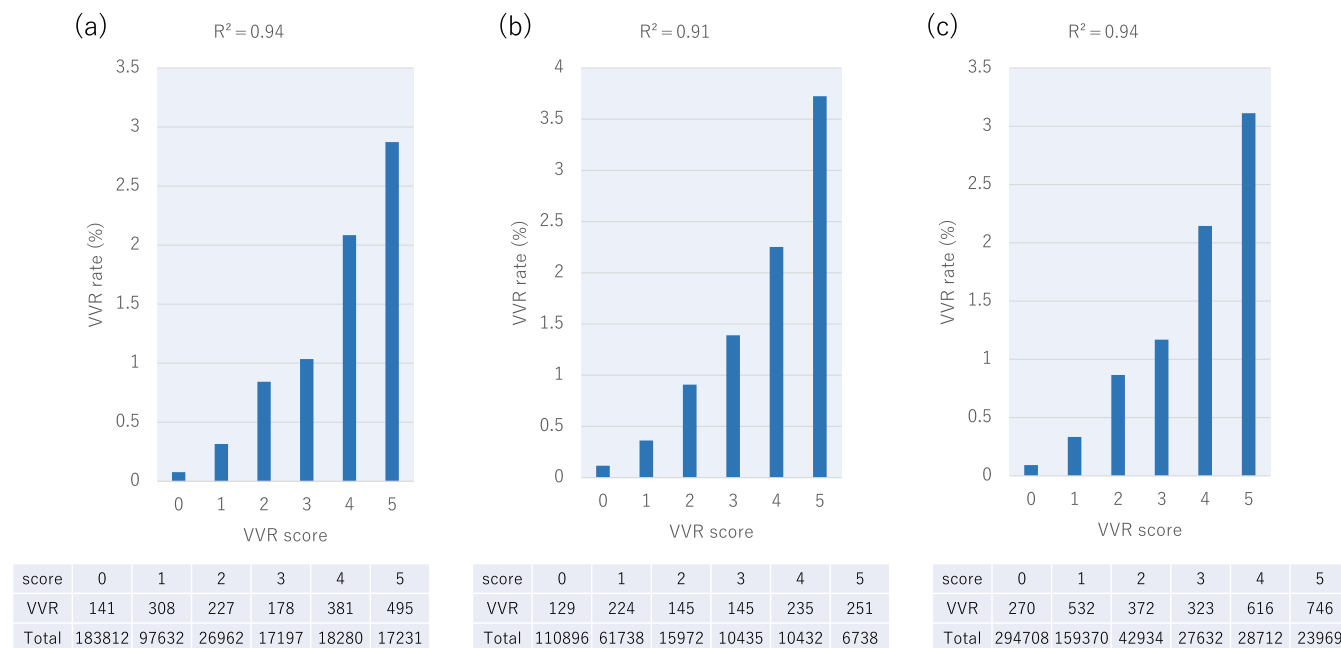 (a)
R² = 0.94
3.5
3
2.5
2
1.5
1
0.5
0
VVR rate (%)
0 1 2 3 4 5
VVR score
score 0 1 2 3 4 5
VVR 141 308 227 178 381 495
Total 183812 97632 26962 17197 18280 17231
(b)
R² = 0.91
4
3.5
3
2.5
2
1.5
1
0.5
0
VVR rate (%)
0 1 2 3 4 5
VVR score
score 0 1 2 3 4 5
VVR 129 224 145 145 235 251
Total 110896 61738 15972 10435 10432 6738
(c)
R² = 0.94
3.5
3
2.5
2
1.5
1
0.5
0
VVR rate (%)
0 1 2 3 4 5
VVR score
score 0 1 2 3 4 5
VVR 270 532 372 323 616 746
Total 294708 159370 42934 27632 28712 23969